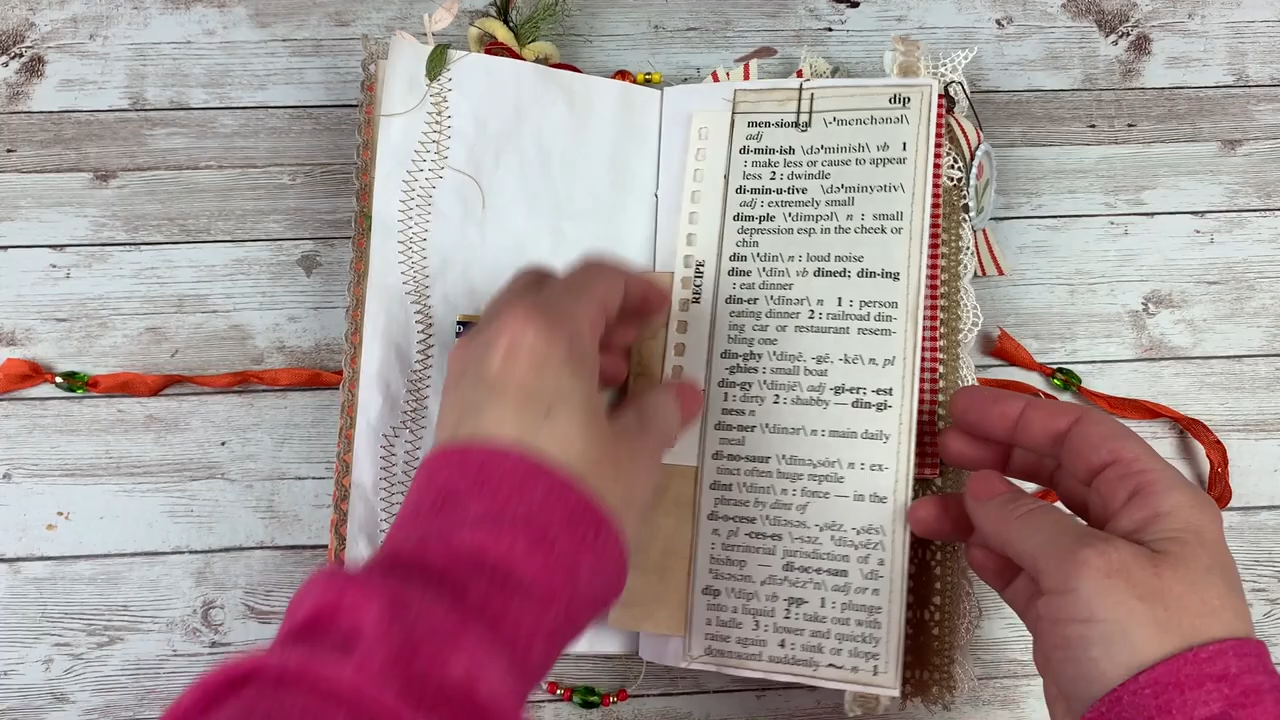 dip
men·sion·al \-ˈmenchənəl\
adj
di·min·ish \dəˈminish\ vb 1
: make less or cause to appear
less 2 : dwindle
di·min·u·tive \dəˈminyətiv\
adj : extremely small
dim·ple \ˈdimpəl\ n : small
depression esp. in the cheek or
chin
din \ˈdin\ n : loud noise
dine \ˈdīn\ vb dined; din·ing
: eat dinner
din·er \ˈdīnər\ n 1 : person
eating dinner 2 : railroad din-
ing car or restaurant resem-
bling one
din·ghy \ˈdiŋē, -gē, -kē\ n, pl
-ghies : small boat
din·gy \ˈdinjē\ adj -gi·er; -est
1 : dirty 2 : shabby — din·gi-
ness n
din·ner \ˈdinər\ n : main daily
meal
di·no·saur \ˈdīnəˌsȯr\ n : ex-
tinct often huge reptile
dint \ˈdint\ n : force — in the
phrase by dint of
di·o·cese \ˈdīəsəs, -ˌsēz, -ˌsēs\
n, pl -ces·es \-səz, ˈdīəˌsēz\
: territorial jurisdiction of a
bishop — di·oc·e·san \dī-
ˈäsəsən, ˌdīəˈsēzᵊn\ adj or n
dip \ˈdip\ vb -pp- 1 : plunge
into a liquid 2 : take out with
a ladle 3 : lower and quickly
raise again 4 : sink or slope
downward suddenly ~ n 1
RECIPE
D